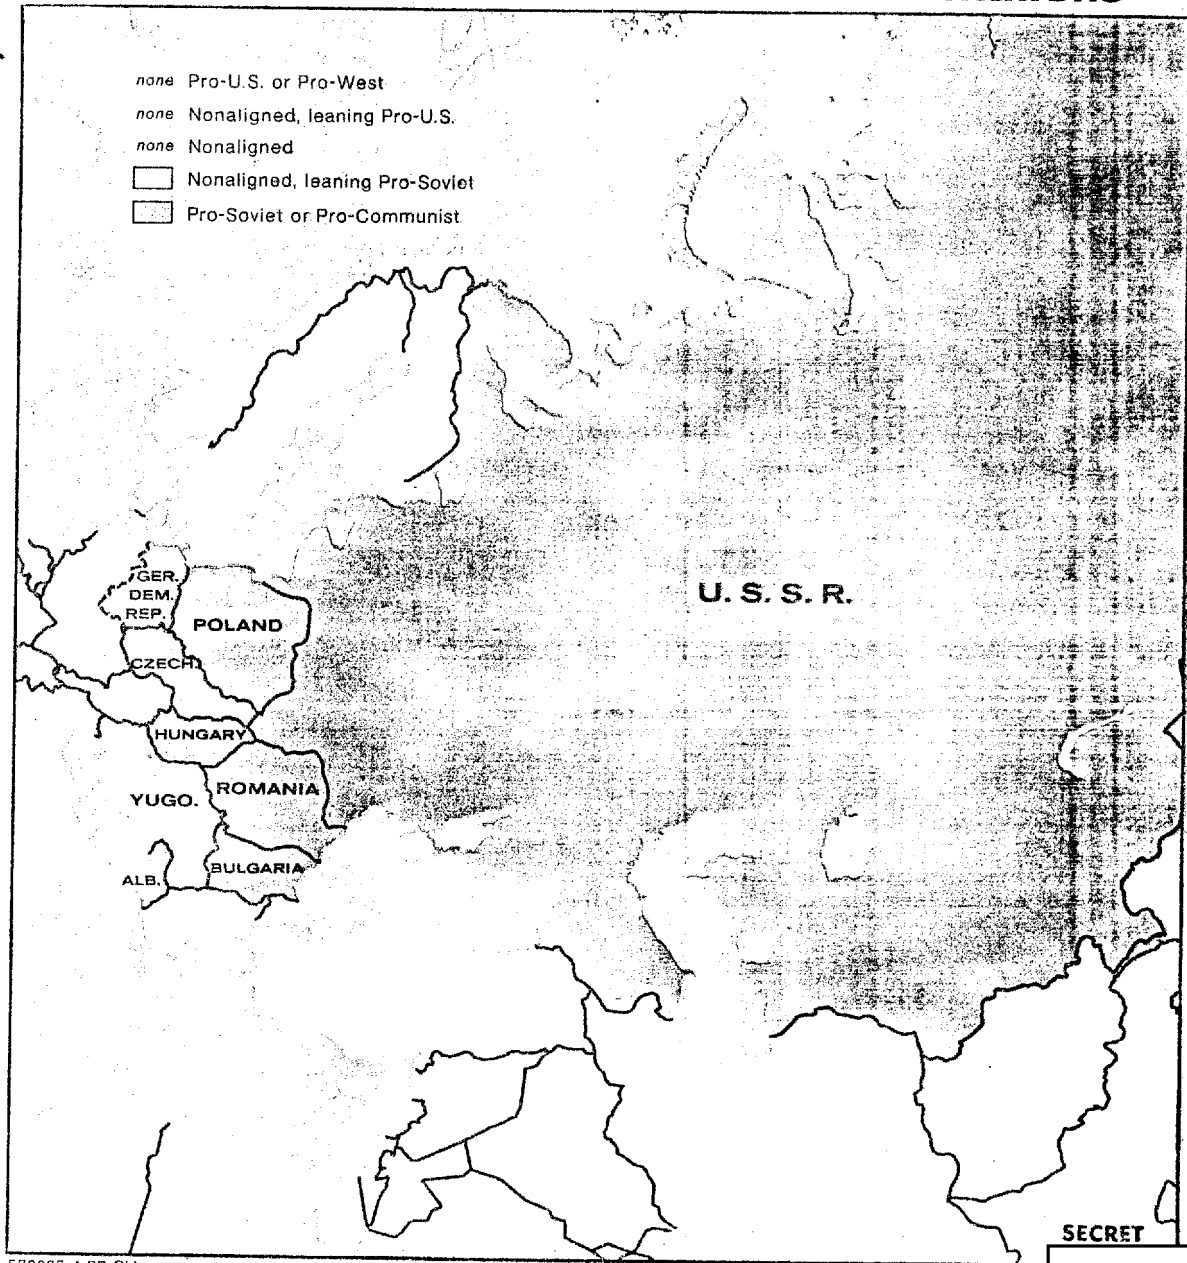 none Pro-U.S. or Pro-West
none Nonaligned, leaning Pro-U.S.
none Nonaligned
Nonaligned, leaning Pro-Soviet
Pro-Soviet or Pro-Communist
GER.
DEM.
REP.
POLAND
U. S. S. R.
CZECH.
HUNGARY
ROMANIA
YUGO.
BULGARIA
ALB.
SECRET